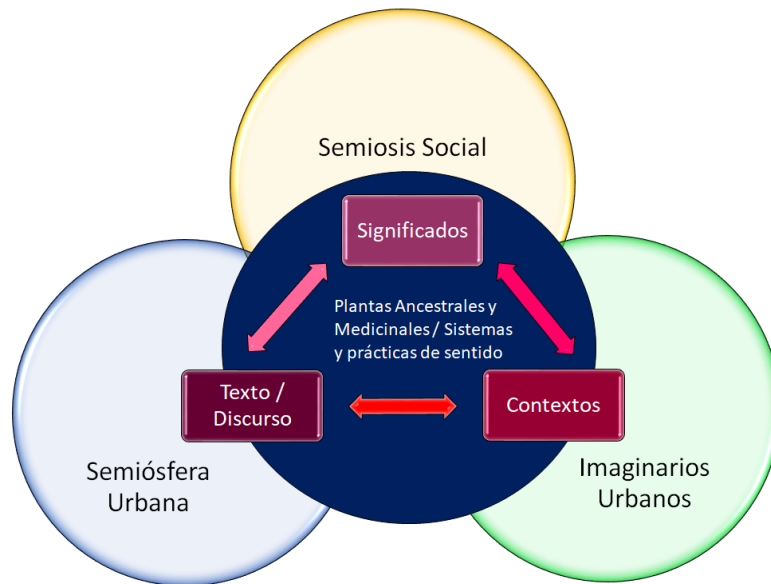 Semiosis Social
Significados
Plantas Ancestrales y
Medicinales / Sistemas
y prácticas de sentido
Texto /
Discurso
Contextos
Semiósfera
Urbana
Imaginarios
Urbanos